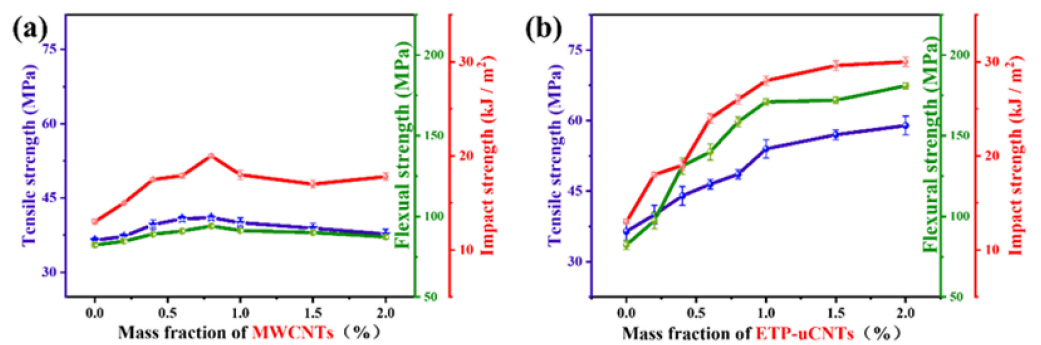 (a)
Tensile strength (MPa)
75
60
45
30
0.0 0.5 1.0 1.5 2.0
Mass fraction of MWCNTs (%)
200
150
100
50
Flexual strength (MPa)
30
20
10
Impact strength (kJ / m²)
(b)
Tensile strength (MPa)
75
60
45
30
0.0 0.5 1.0 1.5 2.0
Mass fraction of ETP-uCNTs (%)
200
150
100
50
Flexural strength (MPa)
30
20
10
Impact strength (kJ / m²)